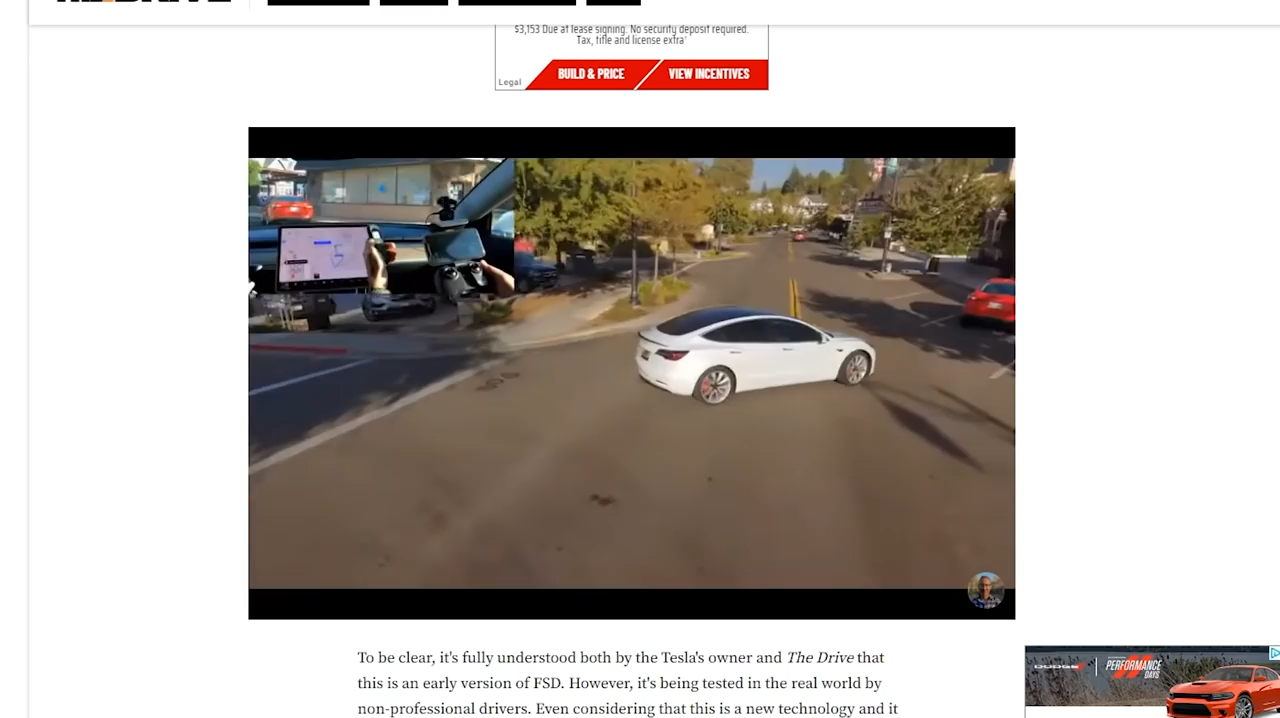 $3,153 Due at lease signing. No security deposit required.
Tax, title and license extra
Legal
BUILD & PRICE
VIEW INCENTIVES
To be clear, it's fully understood both by the Tesla's owner and The Drive that
this is an early version of FSD. However, it's being tested in the real world by
non-professional drivers. Even considering that this is a new technology and it
DODGE
PERFORMANCE
DAYS